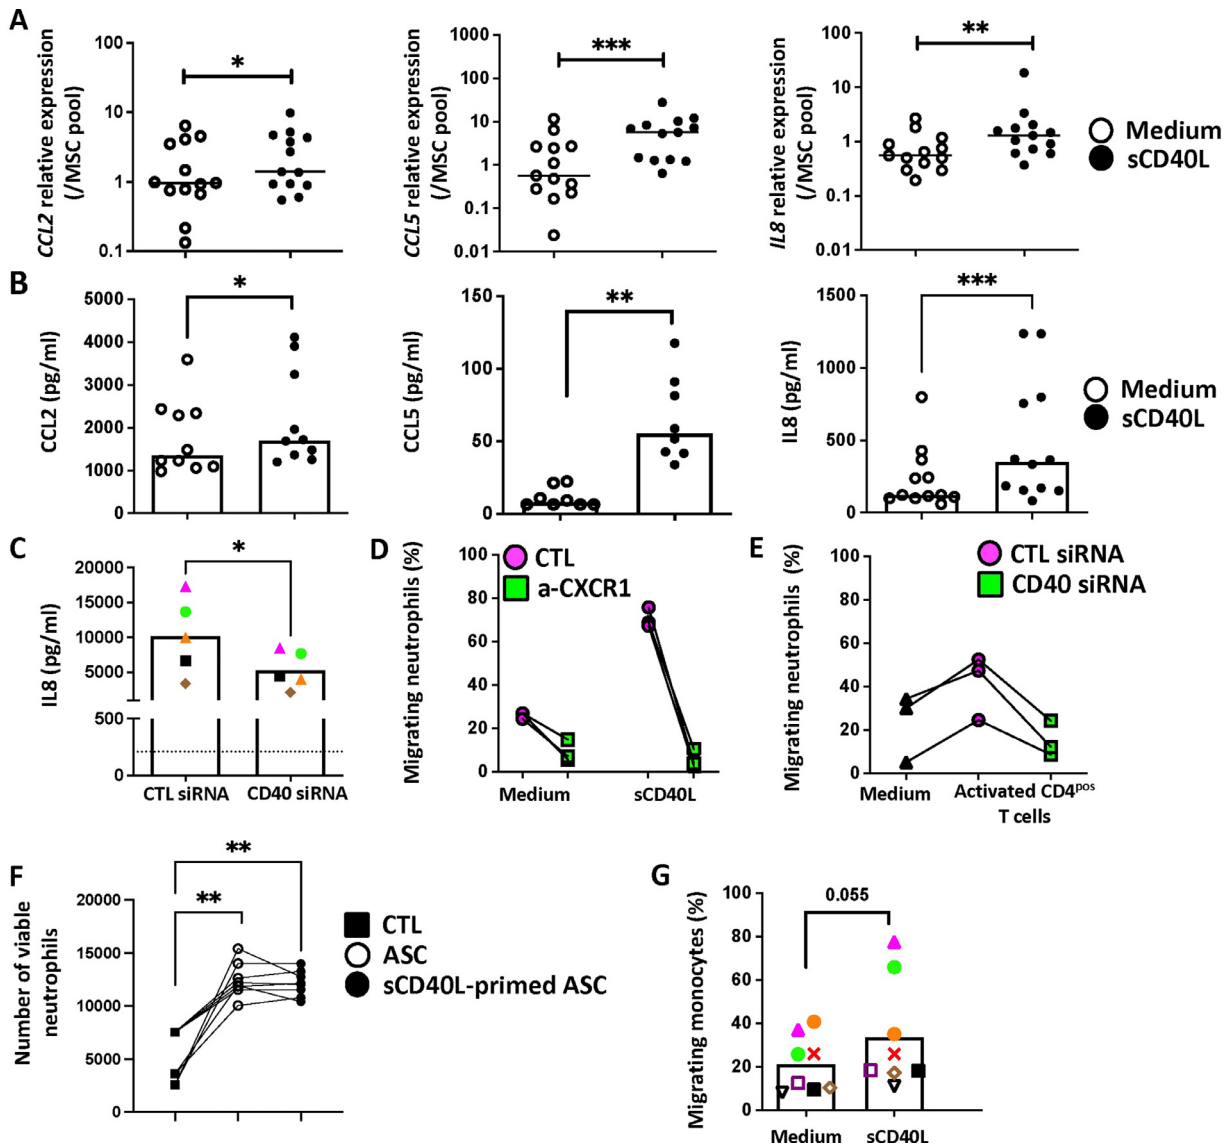 A
CCL2 relative expression
(/MSC pool)
100
10
1
0.1
*
CCL5 relative expression
(/MSC pool)
1000
100
10
1
0.1
0.01
***
IL8 relative expression
(/MSC pool)
100
10
1
0.1
0.01
**
Medium
sCD40L
B
CCL2 (pg/ml)
5000
4000
3000
2000
1000
0
*
CCL5 (pg/ml)
150
100
50
0
**
IL8 (pg/ml)
1500
1000
500
0
***
Medium
sCD40L
C
IL8 (pg/ml)
20000
15000
10000
5000
500
0
*
CTL siRNA
CD40 siRNA
D
Migrating neutrophils (%)
100
80
60
40
20
0
CTL
a-CXCR1
Medium
sCD40L
E
Migrating neutrophils (%)
100
80
60
40
20
0
CTL siRNA
CD40 siRNA
Medium
Activated CD4pos
T cells
F
Number of viable
neutrophils
20000
15000
10000
5000
0
**
**
CTL
ASC
sCD40L-primed ASC
G
Migrating monocytes (%)
100
80
60
40
20
0
0.055
Medium
sCD40L